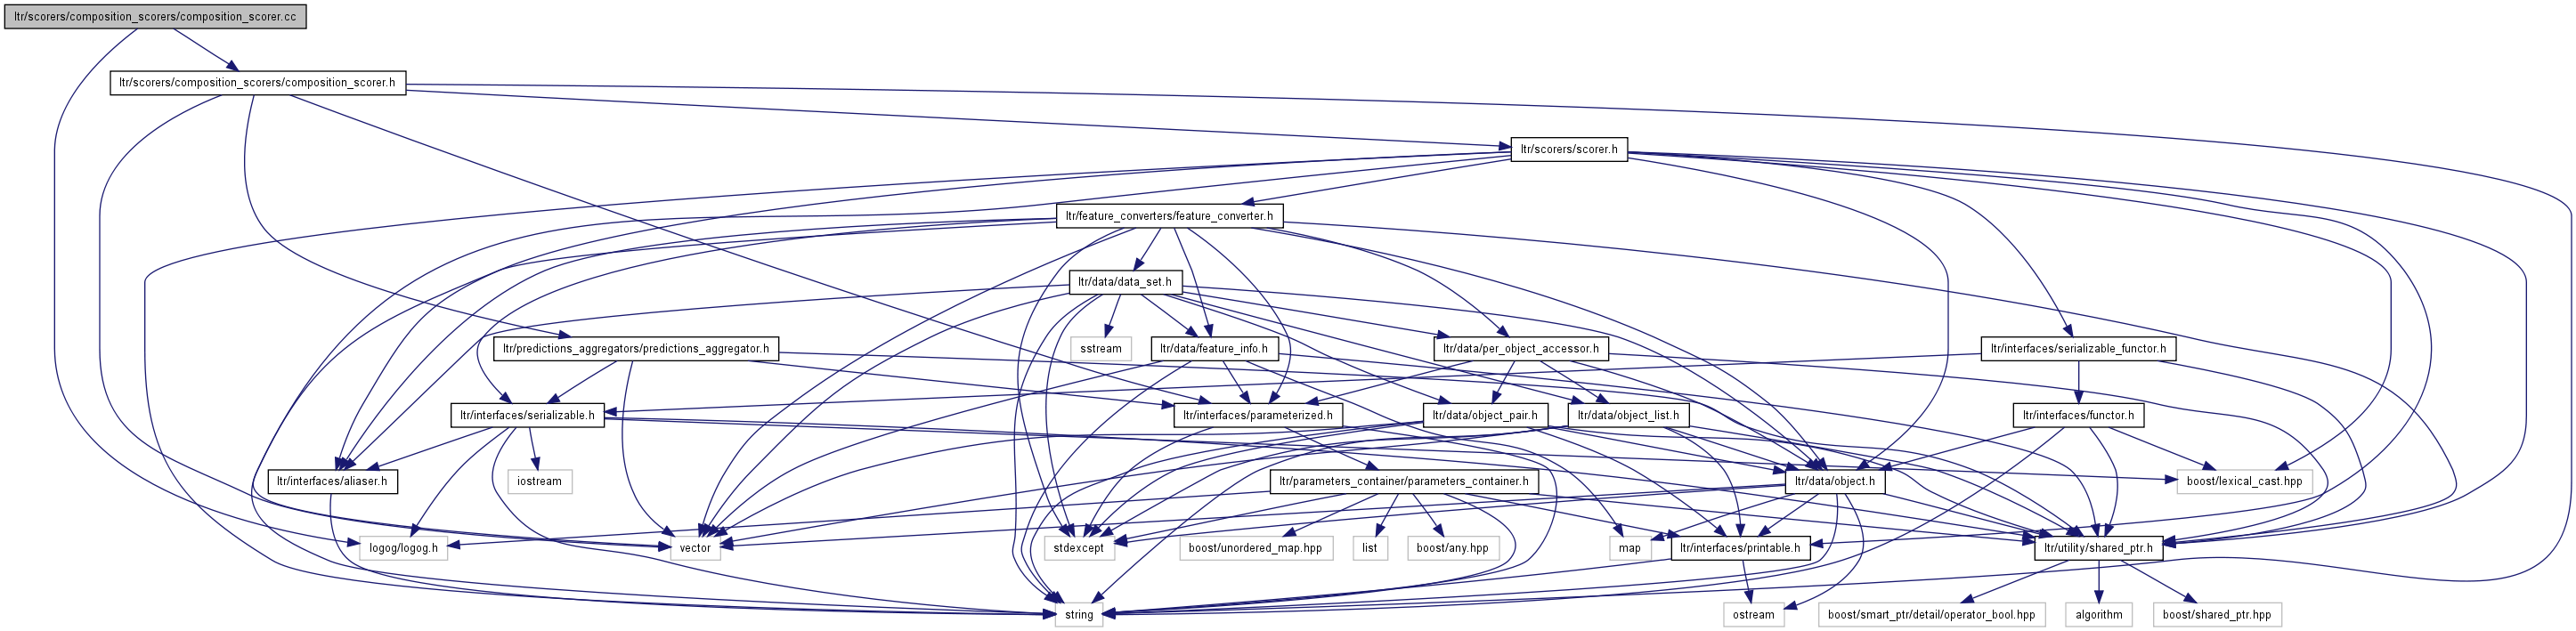 ltr/scorers/composition_scorers/composition_scorer.cc
ltr/scorers/composition_scorers/composition_scorer.h
ltr/scorers/scorer.h
ltr/feature_converters/feature_converter.h
ltr/data/data_set.h
ltr/predictions_aggregators/predictions_aggregator.h
sstream
ltr/data/feature_info.h
ltr/data/per_object_accessor.h
ltr/interfaces/serializable_functor.h
ltr/interfaces/serializable.h
ltr/interfaces/parameterized.h
ltr/data/object_pair.h
ltr/data/object_list.h
ltr/interfaces/functor.h
ltr/interfaces/aliaser.h
iostream
ltr/parameters_container/parameters_container.h
ltr/data/object.h
boost/lexical_cast.hpp
logog/logog.h
vector
stdexcept
boost/unordered_map.hpp
list
boost/any.hpp
map
ltr/interfaces/printable.h
ltr/utility/shared_ptr.h
string
ostream
boost/smart_ptr/detail/operator_bool.hpp
algorithm
boost/shared_ptr.hpp